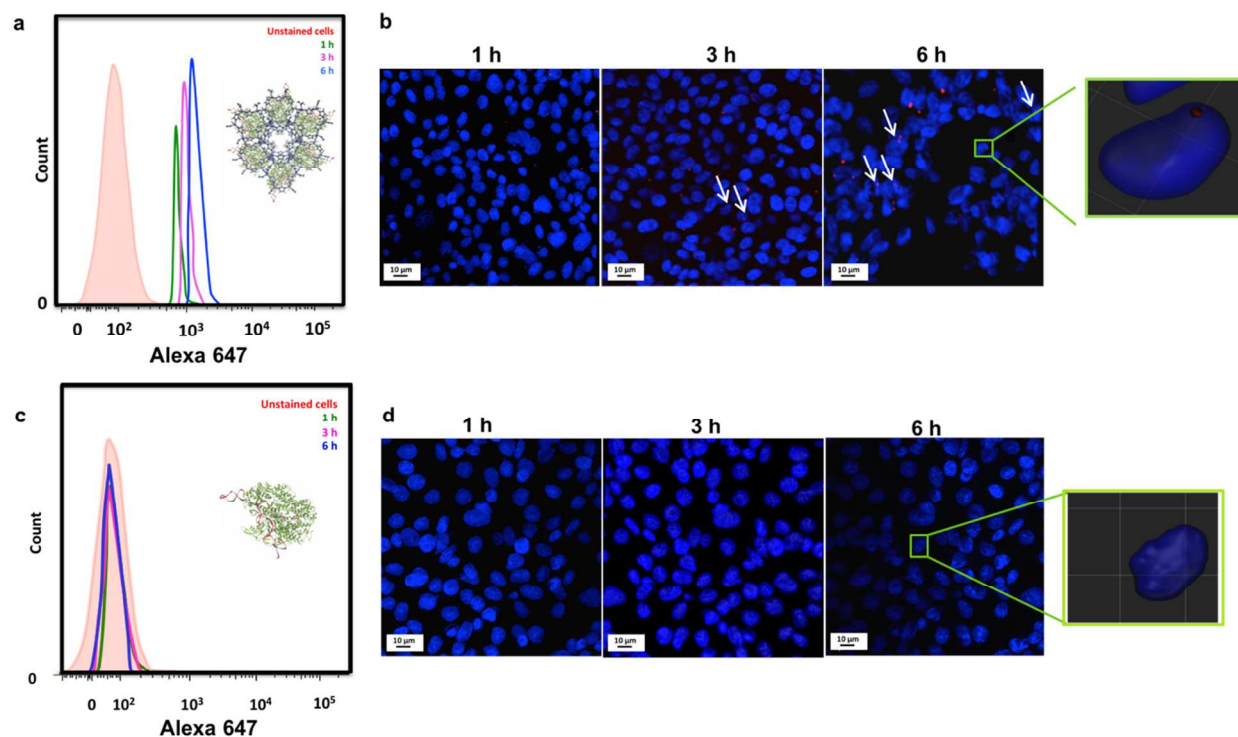 a
Unstained cells
1 h
3 h
6 h
Count
0
0 10² 10³ 10⁴ 10⁵
Alexa 647
b
1 h 3 h 6 h
10 µm 10 µm 10 µm
c
Unstained cells
1 h
3 h
6 h
Count
0
0 10² 10³ 10⁴ 10⁵
Alexa 647
d
1 h 3 h 6 h
10 µm 10 µm 10 µm